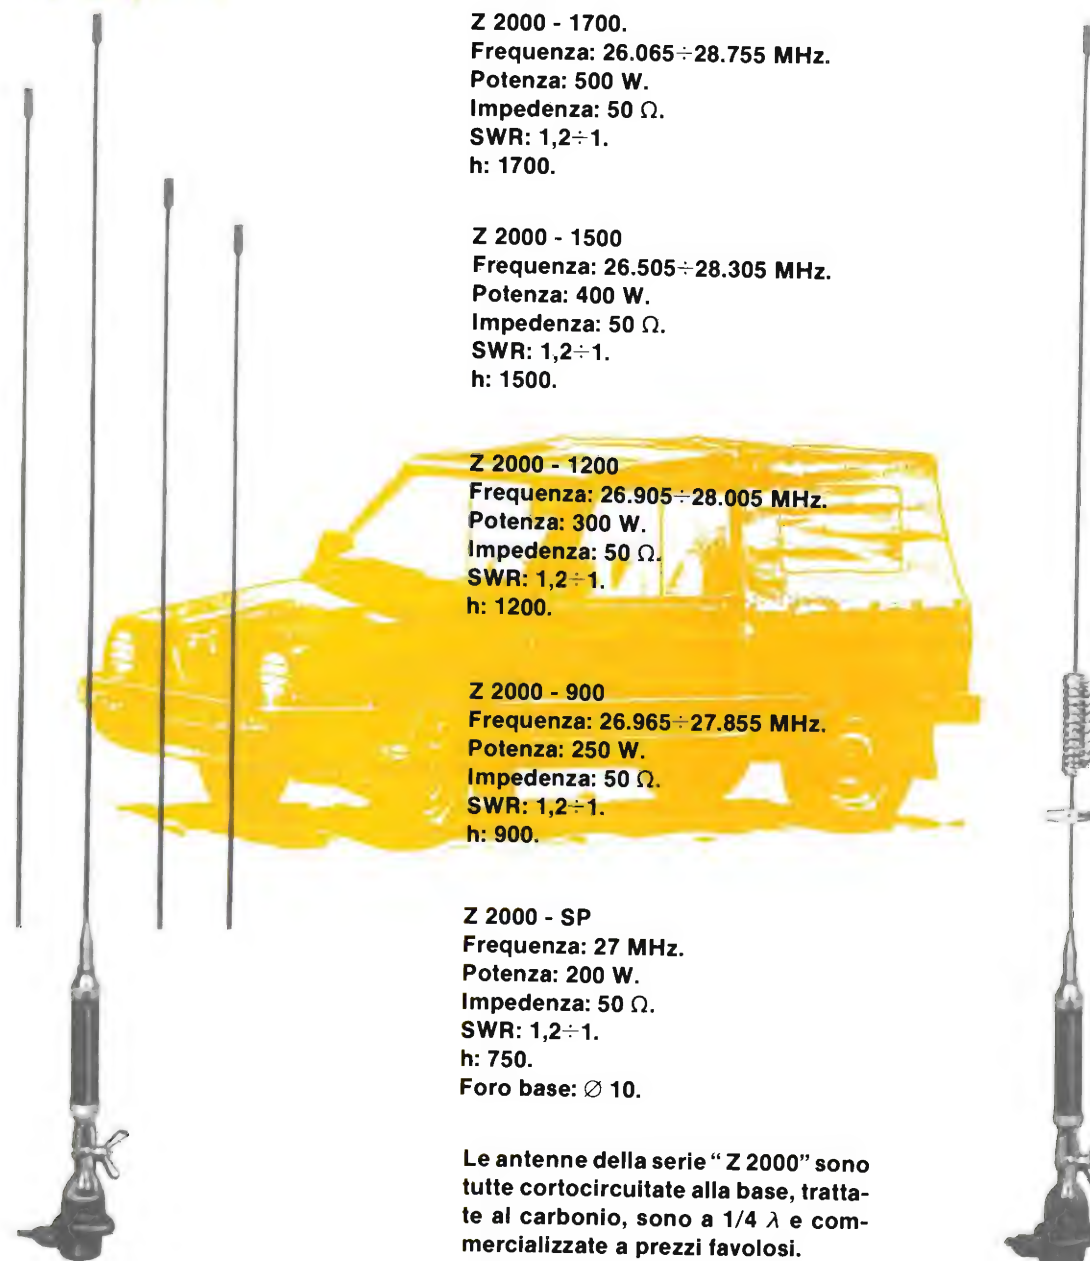 Z 2000 - 1700.
Frequenza: 26.065÷28.755 MHz.
Potenza: 500 W.
Impedenza: 50 Ω.
SWR: 1,2÷1.
h: 1700.
Z 2000 - 1500
Frequenza: 26.505÷28.305 MHz.
Potenza: 400 W.
Impedenza: 50 Ω.
SWR: 1,2÷1.
h: 1500.
Z 2000 - 1200
Frequenza: 26.905÷28.005 MHz.
Potenza: 300 W.
Impedenza: 50 Ω.
SWR: 1,2÷1.
h: 1200.
Z 2000 - 900
Frequenza: 26.965÷27.855 MHz.
Potenza: 250 W.
Impedenza: 50 Ω.
SWR: 1,2÷1.
h: 900.
Z 2000 - SP
Frequenza: 27 MHz.
Potenza: 200 W.
Impedenza: 50 Ω.
SWR: 1,2÷1.
h: 750.
Foro base: ∅ 10.
Le antenne della serie “ Z 2000” sono
tutte cortocircuitate alla base, tratta-
te al carbonio, sono a 1/4 λ e com-
mercializzate a prezzi favolosi.